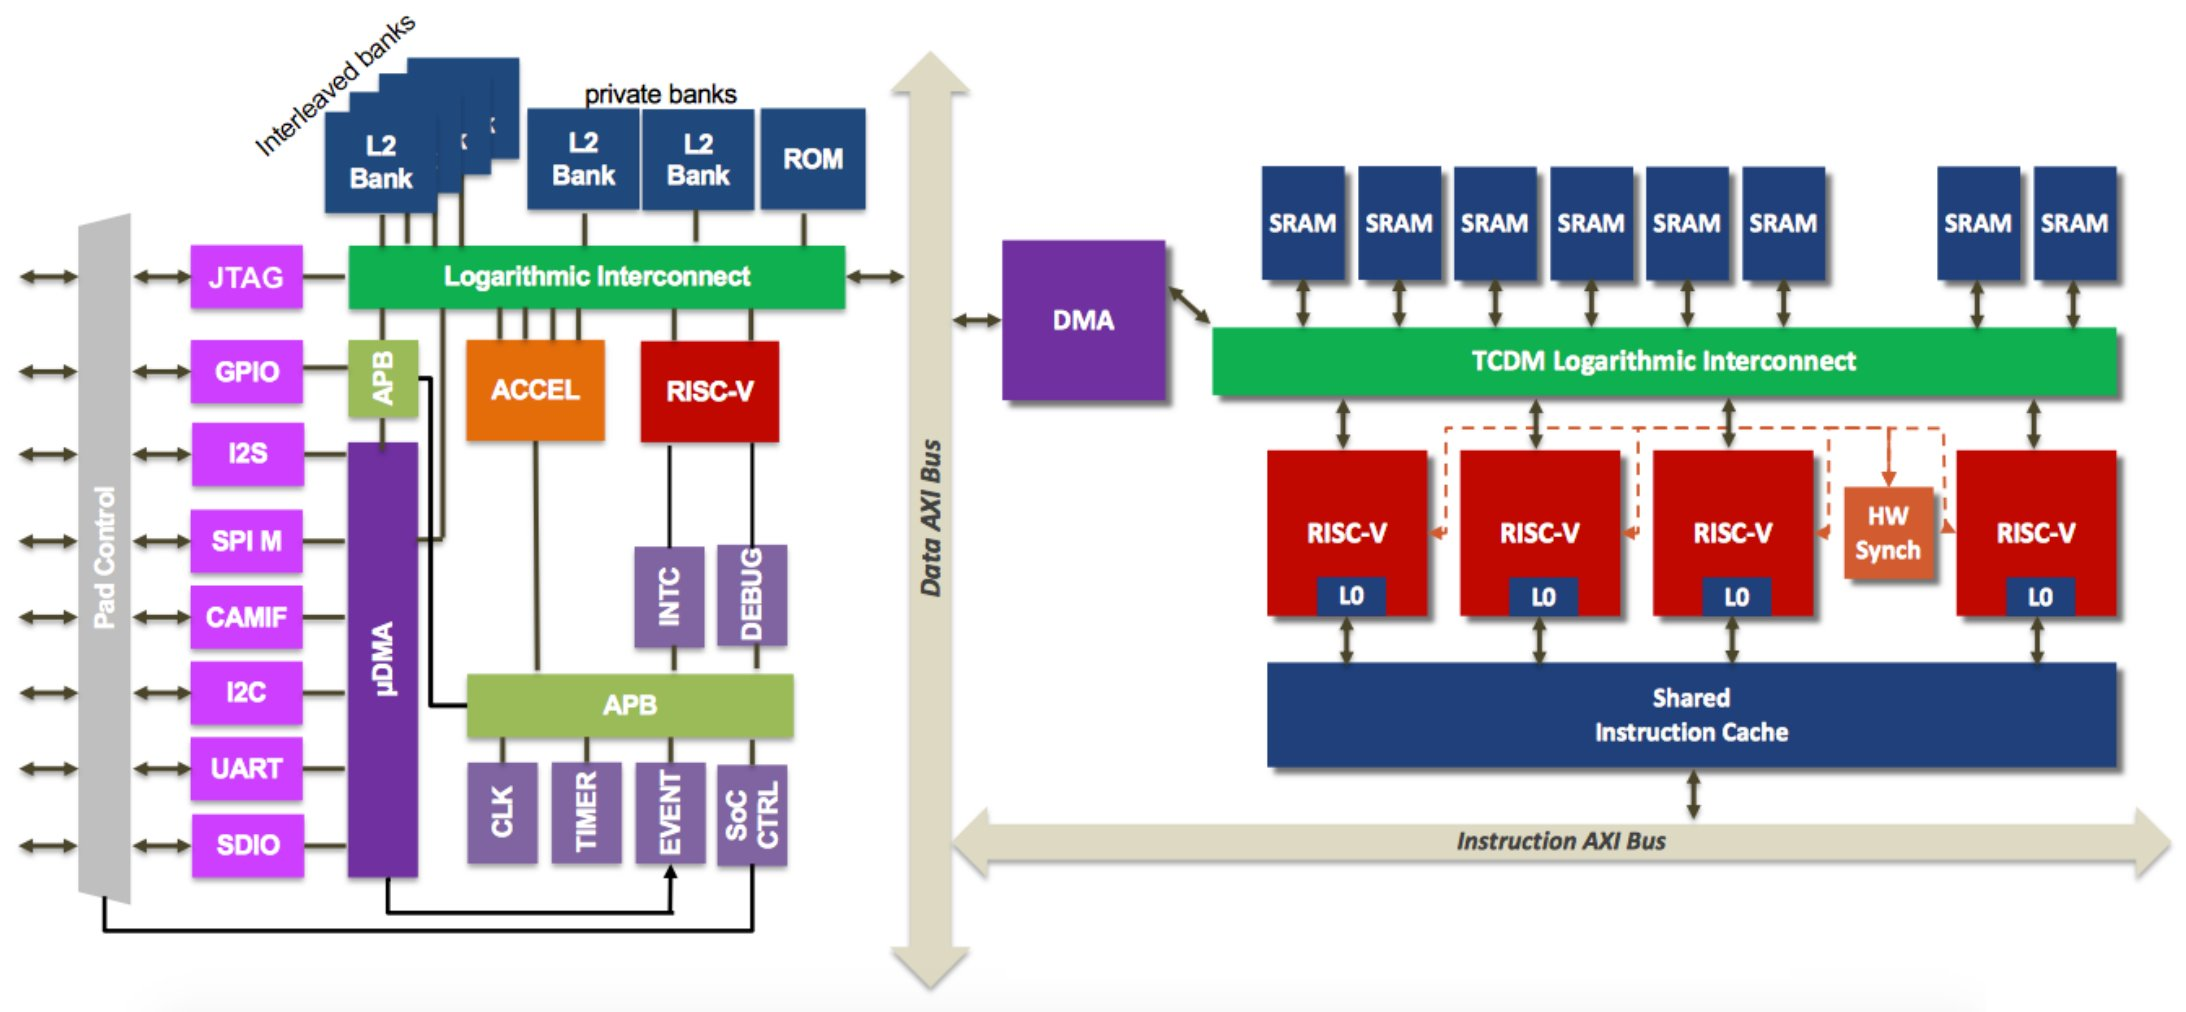 Interleaved banks
private banks
L2
Bank
k
k
L2
Bank
L2
Bank
ROM
JTAG
Logarithmic Interconnect
GPIO
APB
ACCEL
RISC-V
I2S
SPI M
CAMIF
I2C
UART
SDIO
Pad Control
µDMA
INTC
DEBUG
APB
CLK
TIMER
EVENT
SoC
CTRL
Data AXI Bus
DMA
SRAM
SRAM
SRAM
SRAM
SRAM
SRAM
SRAM
SRAM
TCDM Logarithmic Interconnect
RISC-V
RISC-V
RISC-V
HW
Synch
RISC-V
L0
L0
L0
L0
Shared
Instruction Cache
Instruction AXI Bus